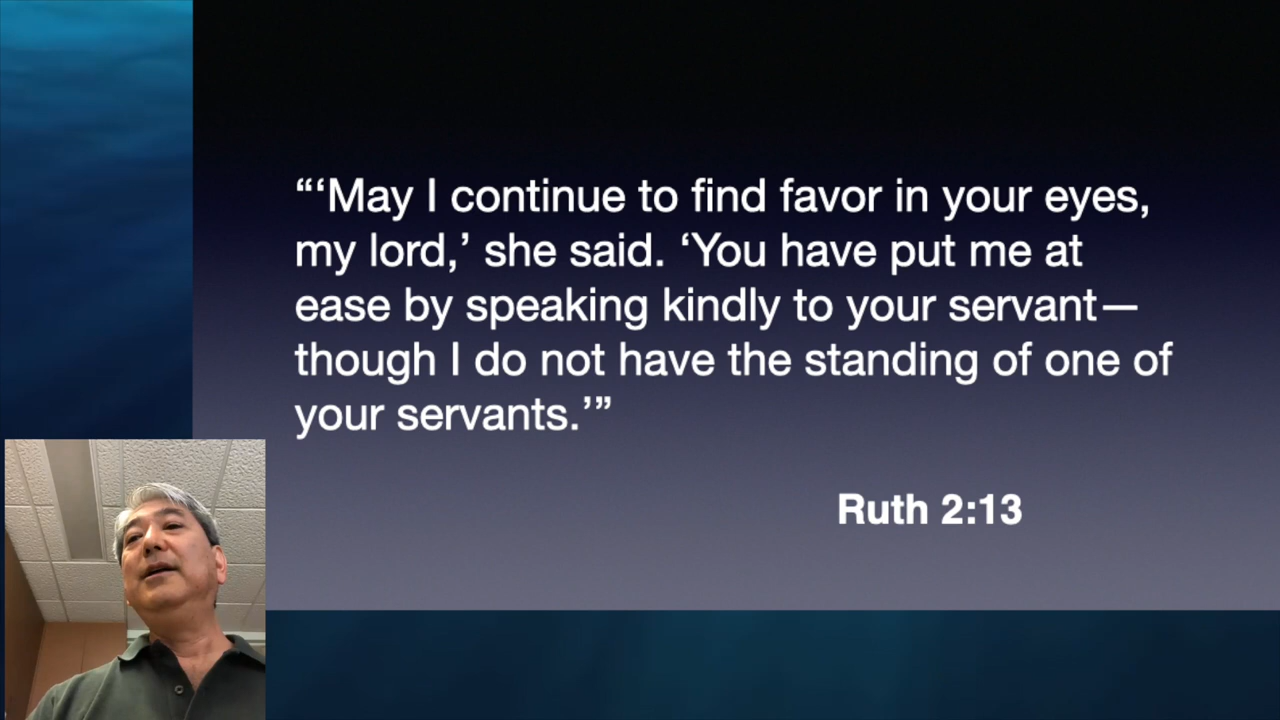 “‘May I continue to find favor in your eyes,
my lord,’ she said. ‘You have put me at
ease by speaking kindly to your servant—
though I do not have the standing of one of
your servants.’”
Ruth 2:13